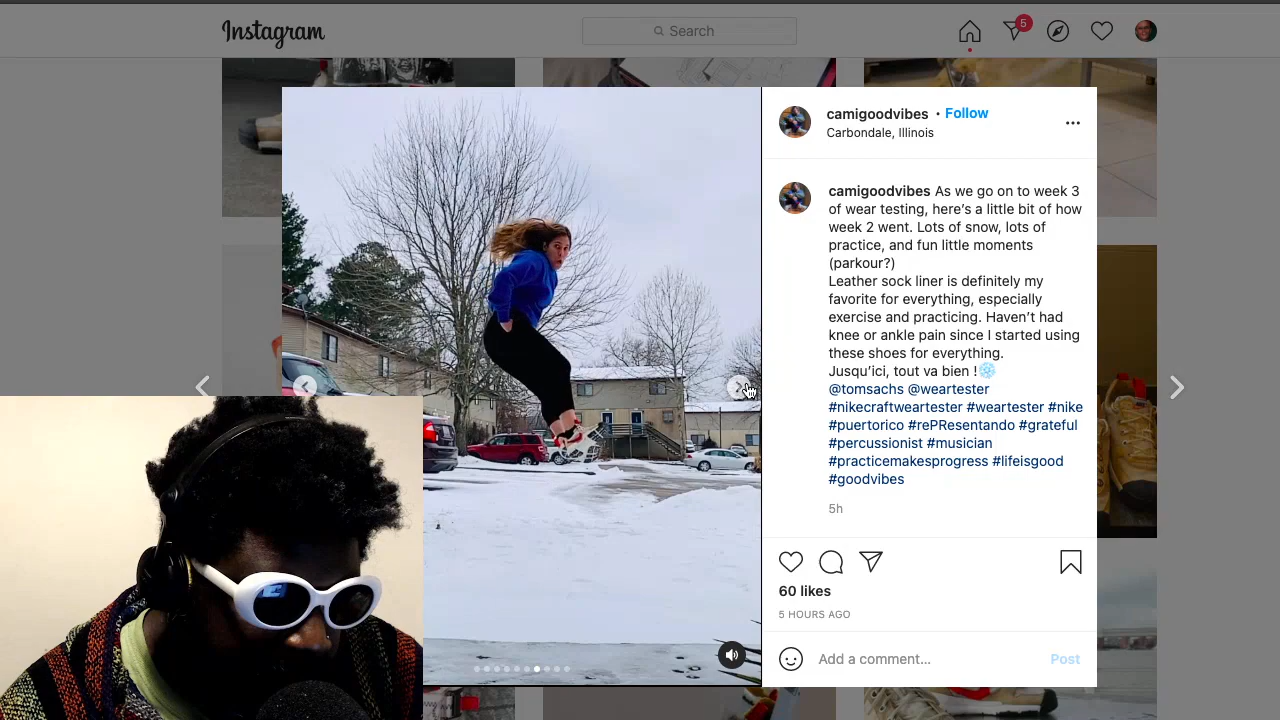 Instagram
Search
5
camigoodvibes • Follow
Carbondale, Illinois
camigoodvibes As we go on to week 3
of wear testing, here's a little bit of how
week 2 went. Lots of snow, lots of
practice, and fun little moments
(parkour?)
Leather sock liner is definitely my
favorite for everything, especially
exercise and practicing. Haven't had
knee or ankle pain since I started using
these shoes for everything.
Jusqu'ici, tout va bien !❄️
@tomsachs @weartester
#nikecraftweartester #weartester #nike
#puertorico #rePResentando #grateful
#percussionist #musician
#practicemakesprogress #lifeisgood
#goodvibes
5h
60 likes
5 HOURS AGO
Add a comment...
Post